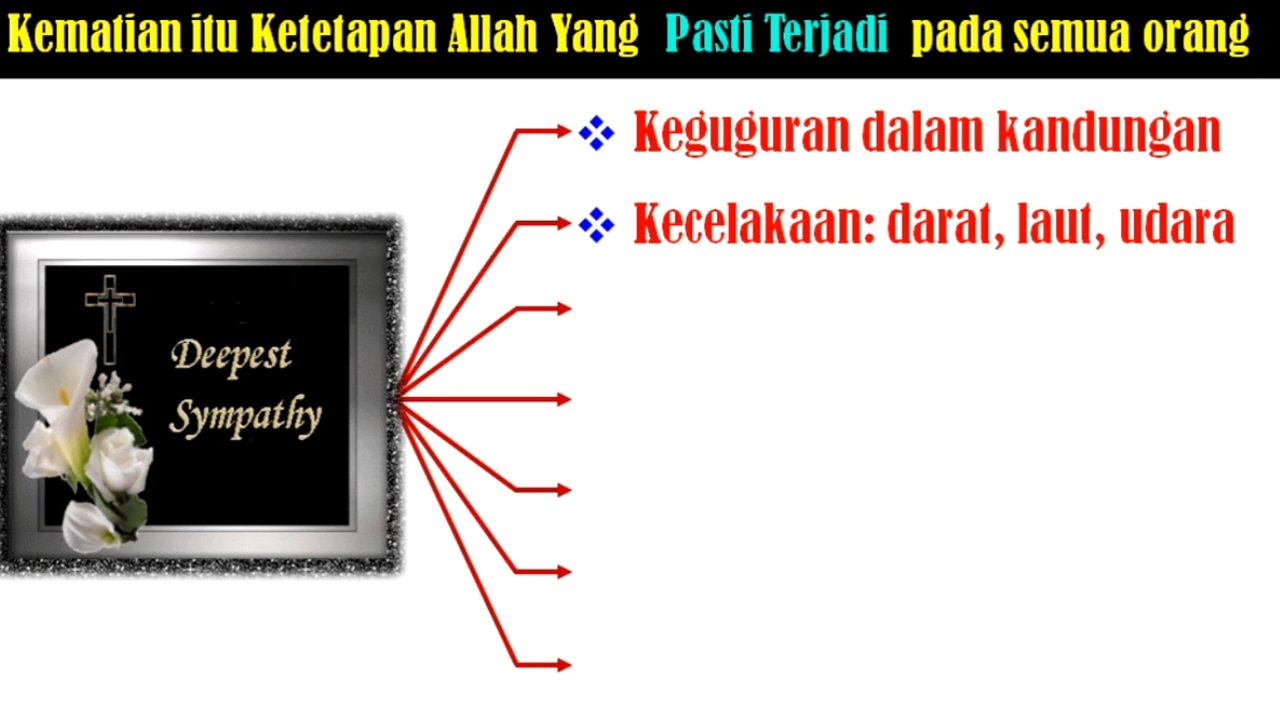 Kematian itu Ketetapan Allah Yang Pasti Terjadi pada semua orang
Keguguran dalam kandungan
Kecelakaan: darat, laut, udara
Deepest
Sympathy